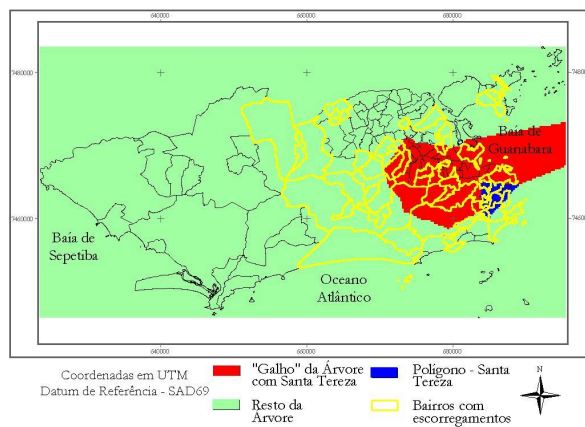 640000
660000
680000
7480000
7480000
Baía de
Guanabara
7460000
7460000
Baía de
Sepetiba
Oceano
Atlântico
640000
660000
680000
Coordenadas em UTM
Datum de Referência - SAD69
"Galho" da Árvore
com Santa Tereza
Polígono - Santa
Tereza
Resto da
Árvore
Bairros com
escorregamentos
N